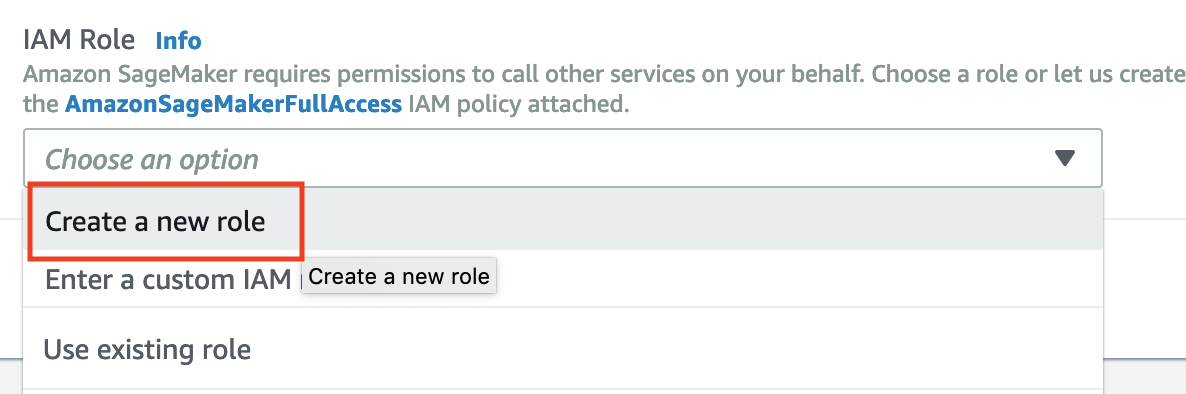 IAM Role Info
Amazon SageMaker requires permissions to call other services on your behalf. Choose a role or let us create
the AmazonSageMakerFullAccess IAM policy attached.
Choose an option
Create a new role
Enter a custom IAM
Create a new role
Use existing role